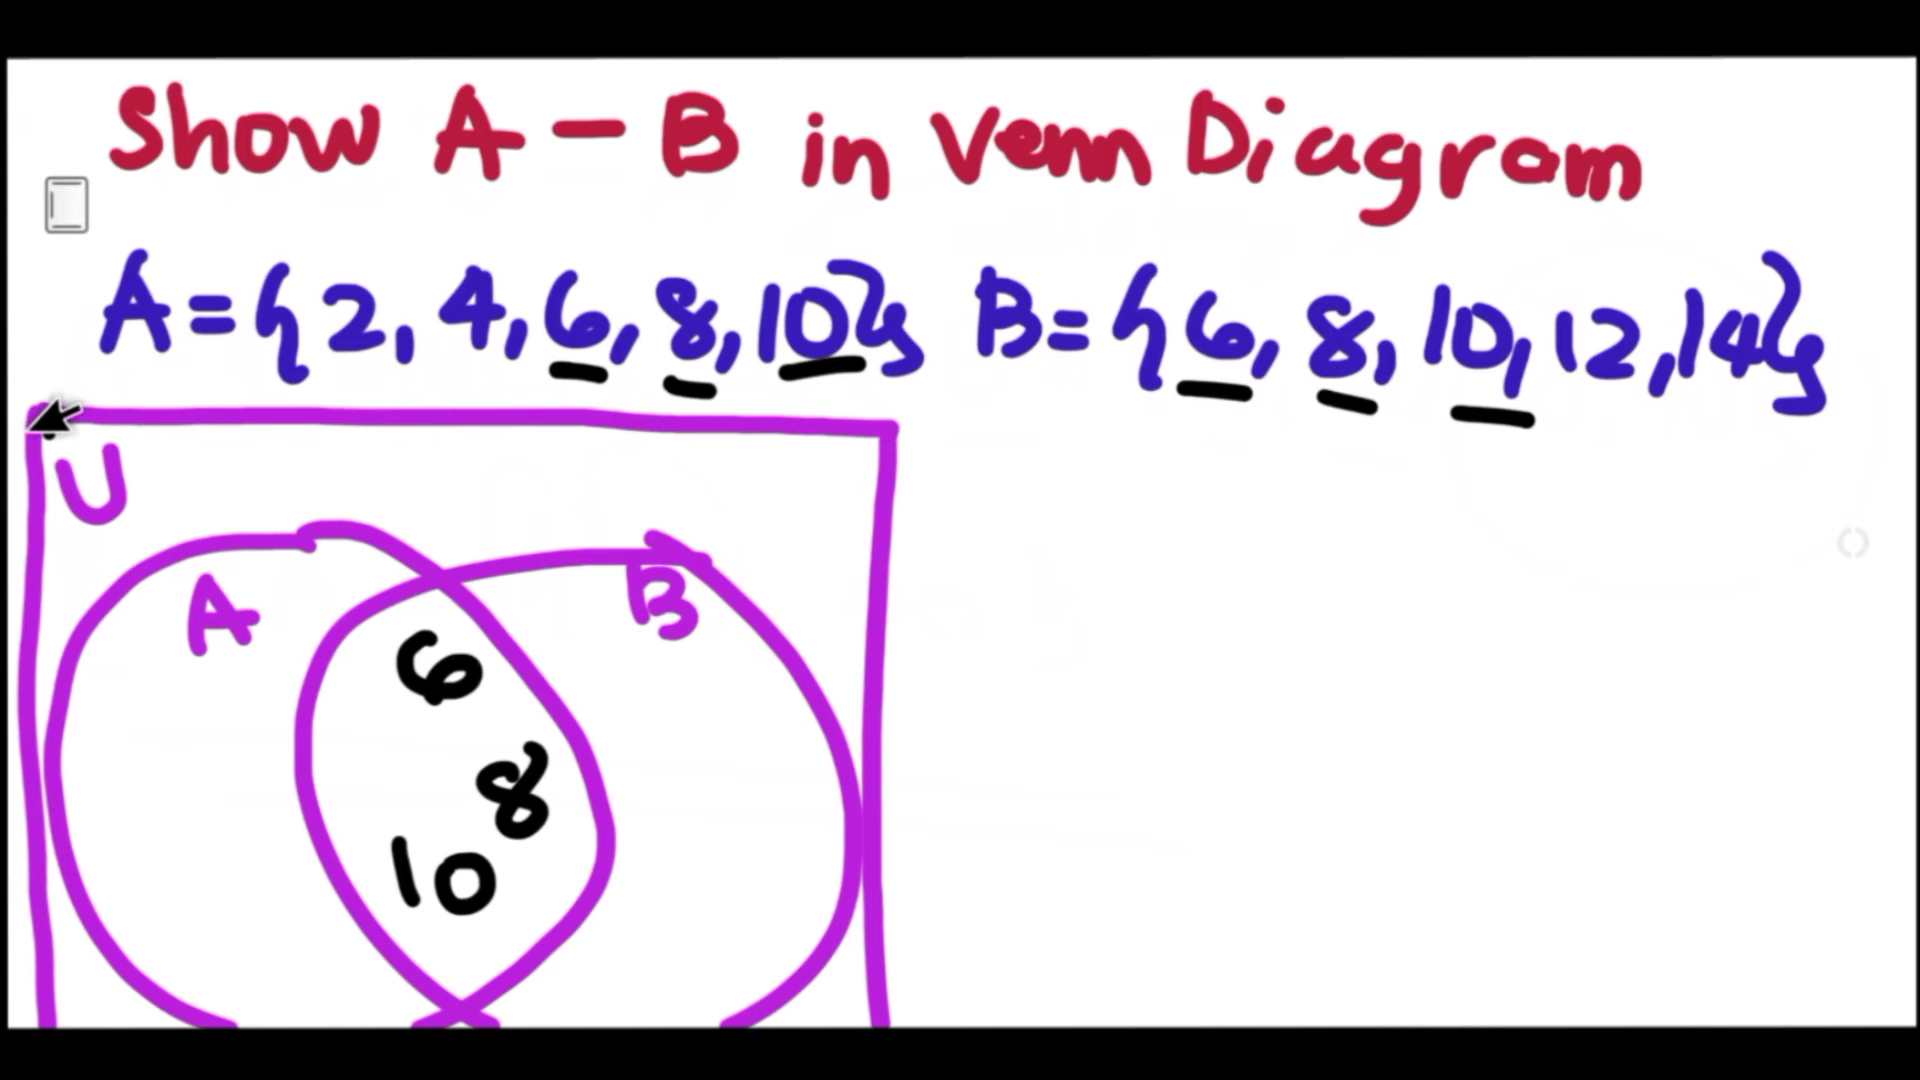 Show A - B in Venn Diagram
A = {2, 4, 6, 8, 10} B = {6, 8, 10, 12, 14}
U
A B
6
8
10